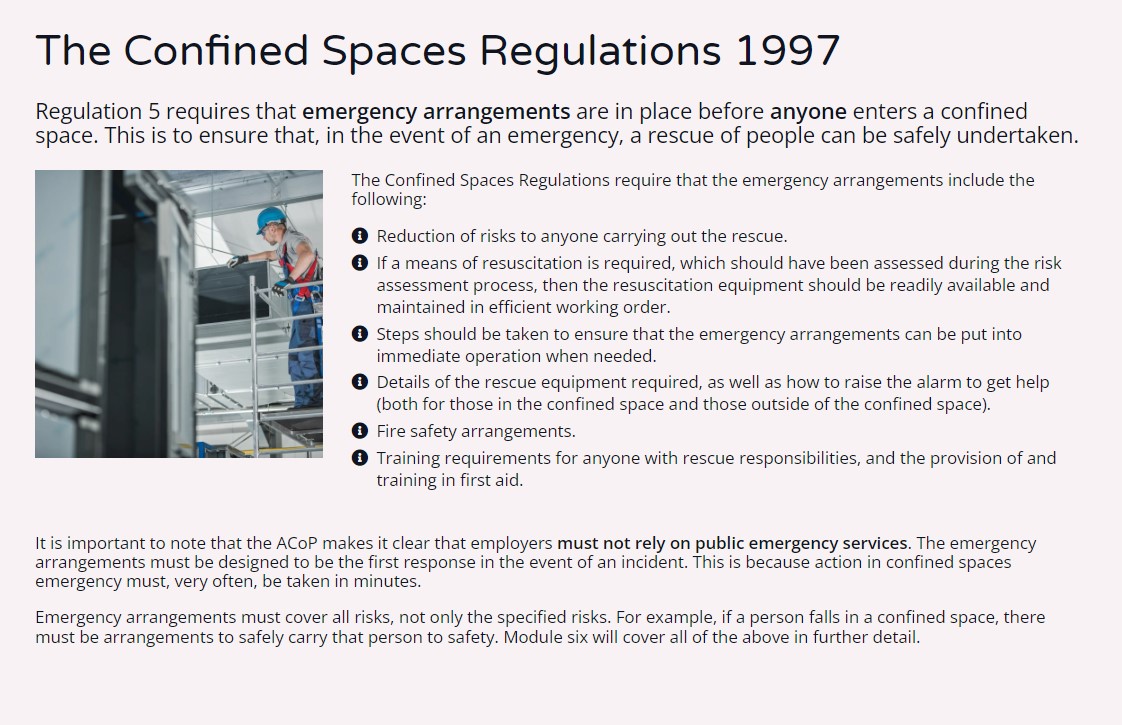 The Confined Spaces Regulations 1997
Regulation 5 requires that emergency arrangements are in place before anyone enters a confined
space. This is to ensure that, in the event of an emergency, a rescue of people can be safely undertaken.
The Confined Spaces Regulations require that the emergency arrangements include the
following:
Reduction of risks to anyone carrying out the rescue.
If a means of resuscitation is required, which should have been assessed during the risk
assessment process, then the resuscitation equipment should be readily available and
maintained in efficient working order.
Steps should be taken to ensure that the emergency arrangements can be put into
immediate operation when needed.
Details of the rescue equipment required, as well as how to raise the alarm to get help
(both for those in the confined space and those outside of the confined space).
Fire safety arrangements.
Training requirements for anyone with rescue responsibilities, and the provision of and
training in first aid.
It is important to note that the ACoP makes it clear that employers must not rely on public emergency services. The emergency
arrangements must be designed to be the first response in the event of an incident. This is because action in confined spaces
emergency must, very often, be taken in minutes.
Emergency arrangements must cover all risks, not only the specified risks. For example, if a person falls in a confined space, there
must be arrangements to safely carry that person to safety. Module six will cover all of the above in further detail.